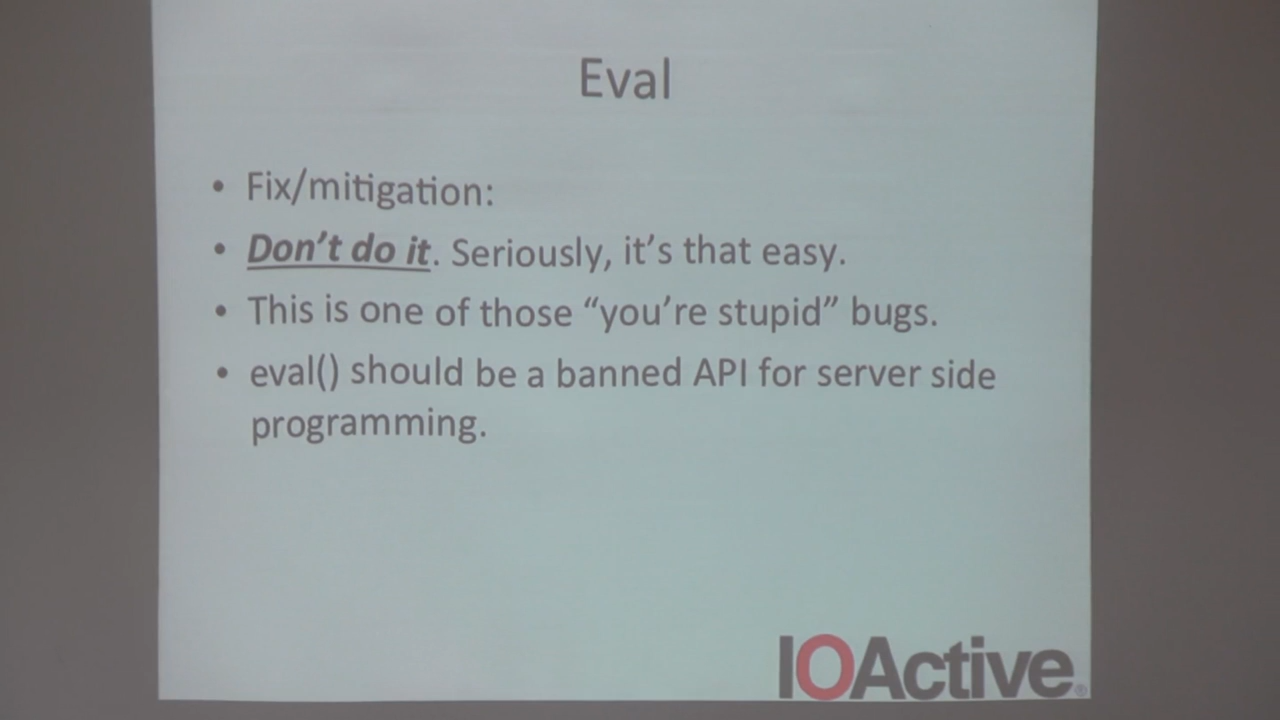 Eval
• Fix/mitigation:
• Don't do it. Seriously, it's that easy.
• This is one of those “you're stupid” bugs.
• eval() should be a banned API for server side
programming.
IOActive®